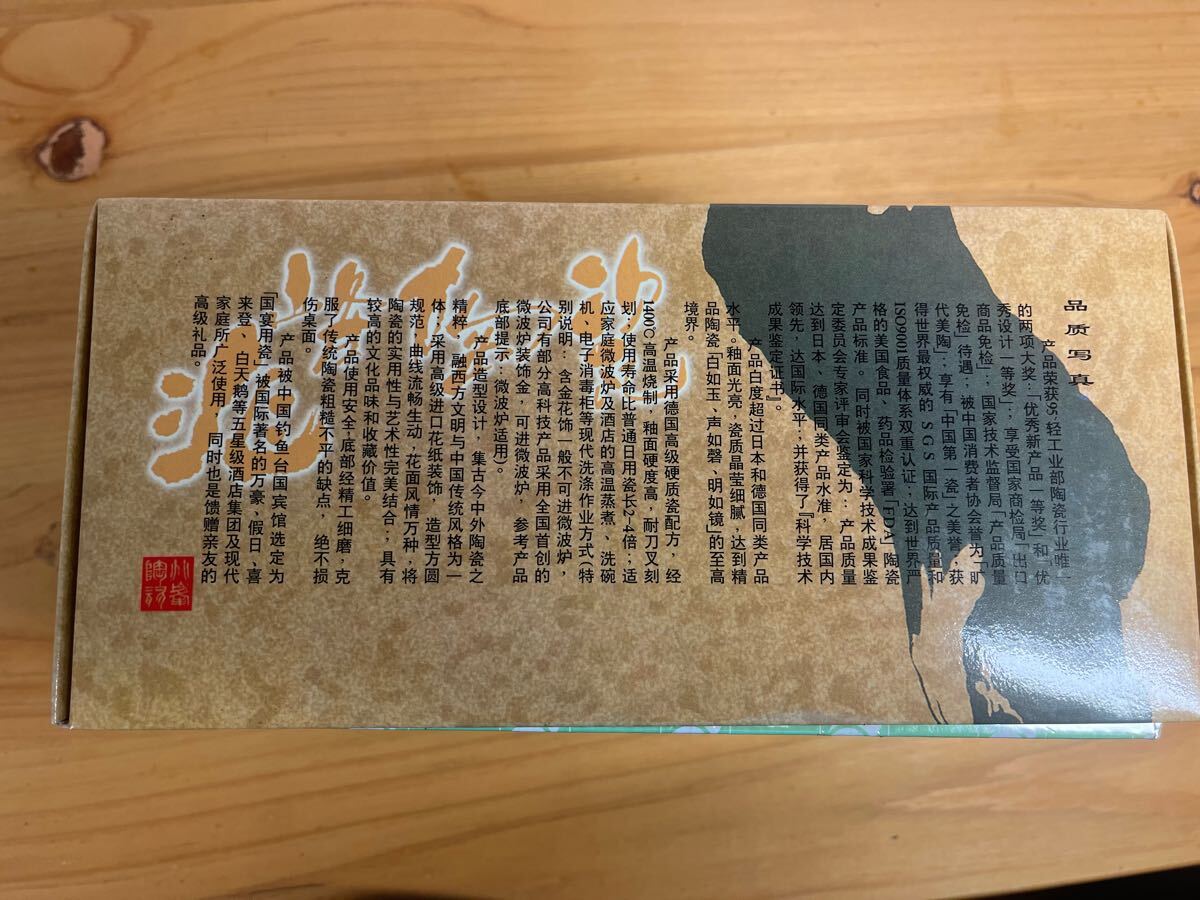 品质写真
产品荣获95'轻工业部陶瓷行业唯一
的两项大奖：「优秀新产品一等奖」和「优
秀设计一等奖」；享受国家商检局「出口
商品免检」；国家技术监督局「产品质量
免检」待遇；被中国消费者协会誉为「旷
代美陶」；享有「中国第一瓷」之美誉；获
得世界最权威的SGS国际产品质量和
ISO9001质量体系双重认证；达到世界严
格的美国食品、药品检验署「FDA」陶瓷
产品标准。同时被国家科学技术成果鉴
定委员会专家评审会鉴定为：产品质量
达到日本、德国同类产品水准，居国内
领先，达国际水平，并获得了『科学技术
成果鉴定证书』。
产品白度超过日本和德国同类产品
水平。釉面光亮，瓷质晶莹细腻，达到精
品陶瓷「白如玉、声如磬、明如镜」的至高
境界。
产品采用德国高级硬质瓷配方，经
1400℃高温烧制，釉面硬度高，耐刀叉刻
划；使用寿命比普通日用瓷长2-4倍；适
应家庭微波炉及酒店的高温蒸煮、洗碗
机、电子消毒柜等现代洗涤作业方式（特
别说明：含金花饰一般不可进微波炉，
公司有部分高科技产品采用全国首创的
微波炉装饰金，可进微波炉，参考产品
底部提示：微波炉适用）。
产品造型设计，集古今中外陶瓷之
精粹，融西方文明与中国传统风格为一
体；采用高级进口花纸装饰，造型方圆
规范，曲线流畅生动，花面风情万种，将
陶瓷的实用性与艺术性完美结合；具有
较高的文化品味和收藏价值。
产品使用安全，底部经精工细磨，克
服了传统陶瓷粗糙不平的缺点，绝不损
伤桌面。
产品被中国钓鱼台国宾馆选定为
「国宴用瓷」，被国际著名的万豪、假日、喜
来登、白天鹅等五星级酒店集团及现代
家庭所广泛使用，同时也是馈赠亲友的
高级礼品。